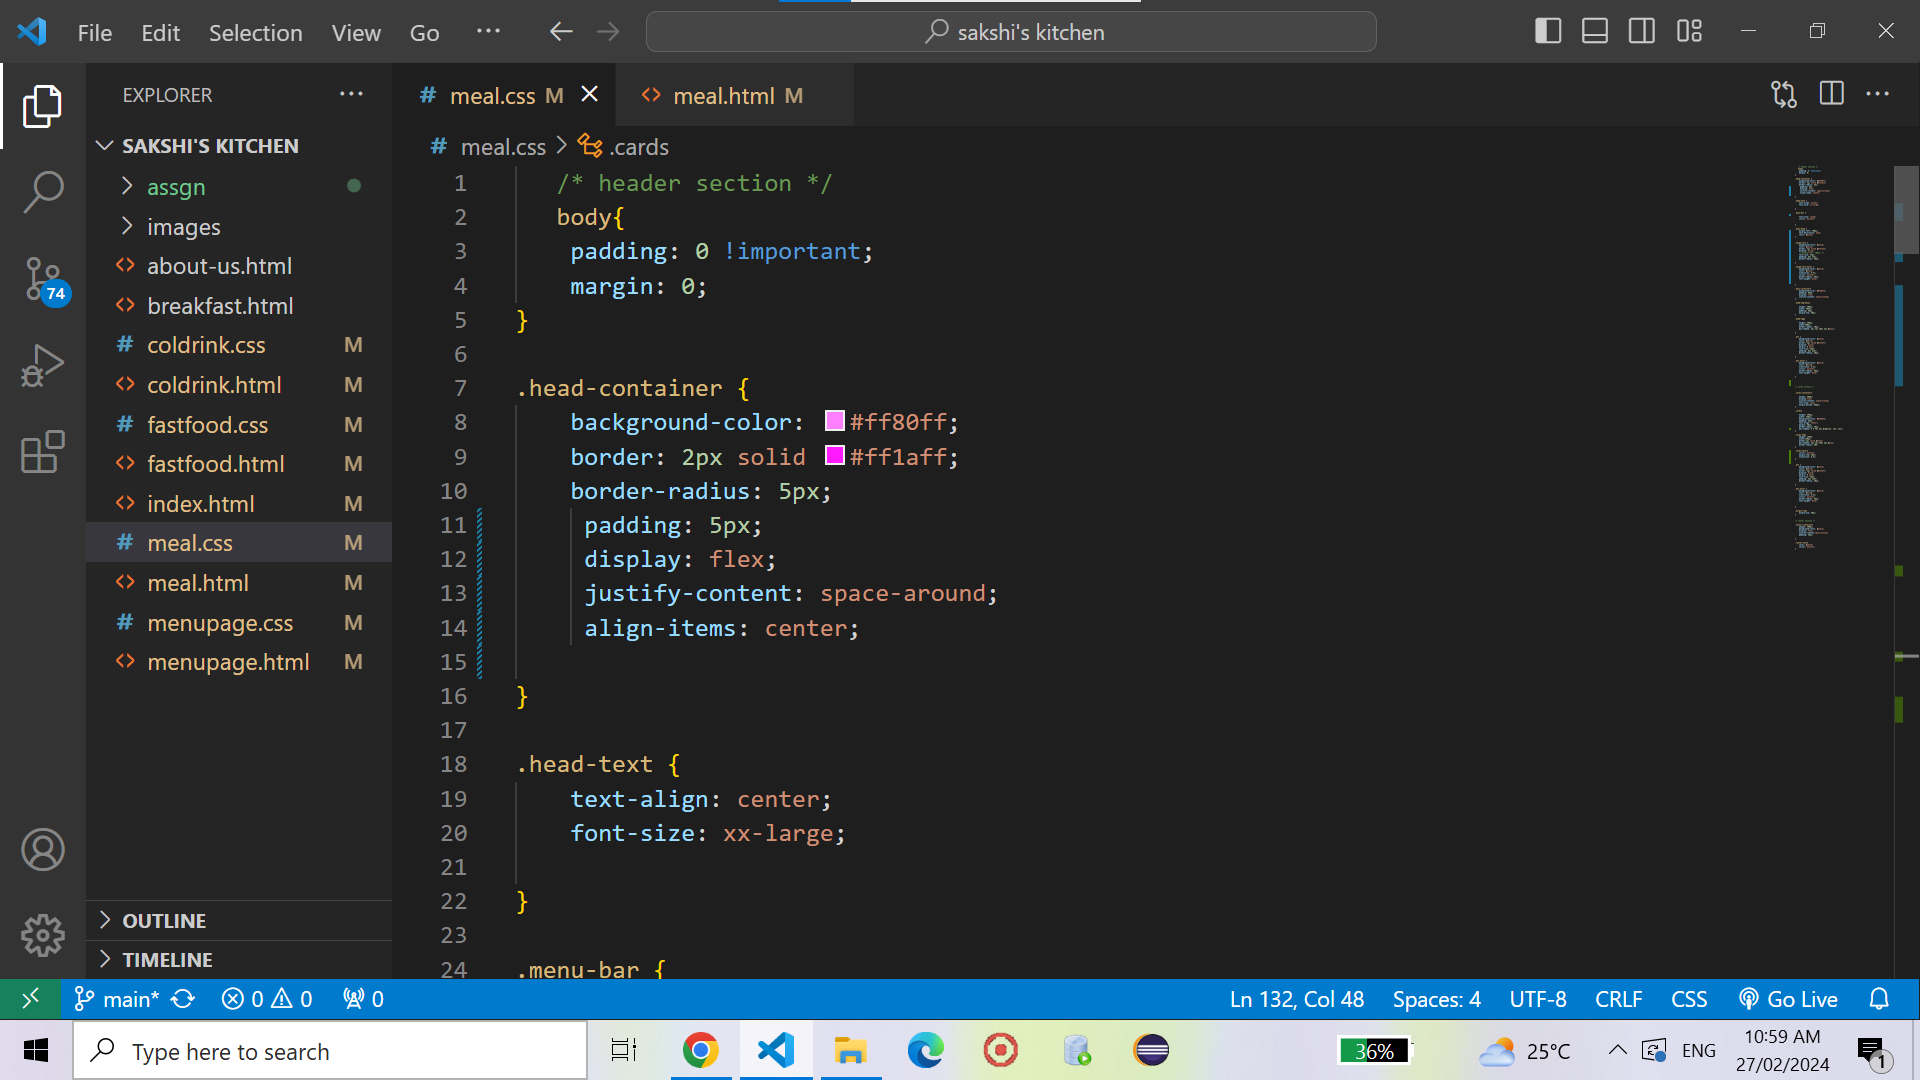 File Edit Selection View Go ··· sakshi's kitchen
EXPLORER ···
SAKSHI'S KITCHEN
assgn
images
about-us.html
breakfast.html
coldrink.css M
coldrink.html M
fastfood.css M
fastfood.html M
index.html M
meal.css M
meal.html M
menupage.css M
menupage.html M
OUTLINE
TIMELINE
74
# meal.css M <> meal.html M
# meal.css > .cards
1 /* header section */
2 body{
3 padding: 0 !important;
4 margin: 0;
5 }
6
7 .head-container {
8 background-color: #ff80ff;
9 border: 2px solid #ff1aff;
10 border-radius: 5px;
11 padding: 5px;
12 display: flex;
13 justify-content: space-around;
14 align-items: center;
15
16 }
17
18 .head-text {
19 text-align: center;
20 font-size: xx-large;
21
22 }
23
24 .menu-bar {
main* 0 0 0 Ln 132, Col 48 Spaces: 4 UTF-8 CRLF CSS Go Live
Type here to search 36% 25°C ENG 10:59 AM
27/02/2024 1